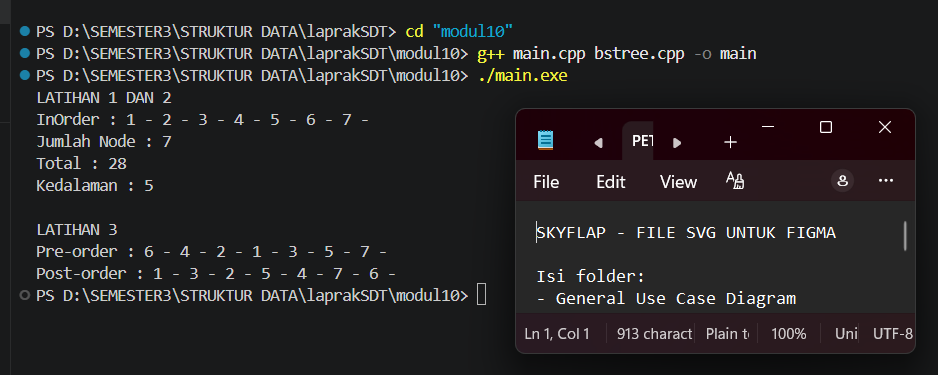 PS D:\SEMESTER3\STRUKTUR DATA\laprakSDT> cd "modul10"
PS D:\SEMESTER3\STRUKTUR DATA\laprakSDT\modul10> g++ main.cpp bstree.cpp -o main
PS D:\SEMESTER3\STRUKTUR DATA\laprakSDT\modul10> ./main.exe
LATIHAN 1 DAN 2
InOrder : 1 - 2 - 3 - 4 - 5 - 6 - 7 -
Jumlah Node : 7
Total : 28
Kedalaman : 5
LATIHAN 3
Pre-order : 6 - 4 - 2 - 1 - 3 - 5 - 7 -
Post-order : 1 - 3 - 2 - 5 - 4 - 7 - 6 -
PS D:\SEMESTER3\STRUKTUR DATA\laprakSDT\modul10>
PET
File Edit View
SKYFLAP - FILE SVG UNTUK FIGMA
Isi folder:
- General Use Case Diagram
Ln 1, Col 1 913 charact Plain t 100% Uni UTF-8